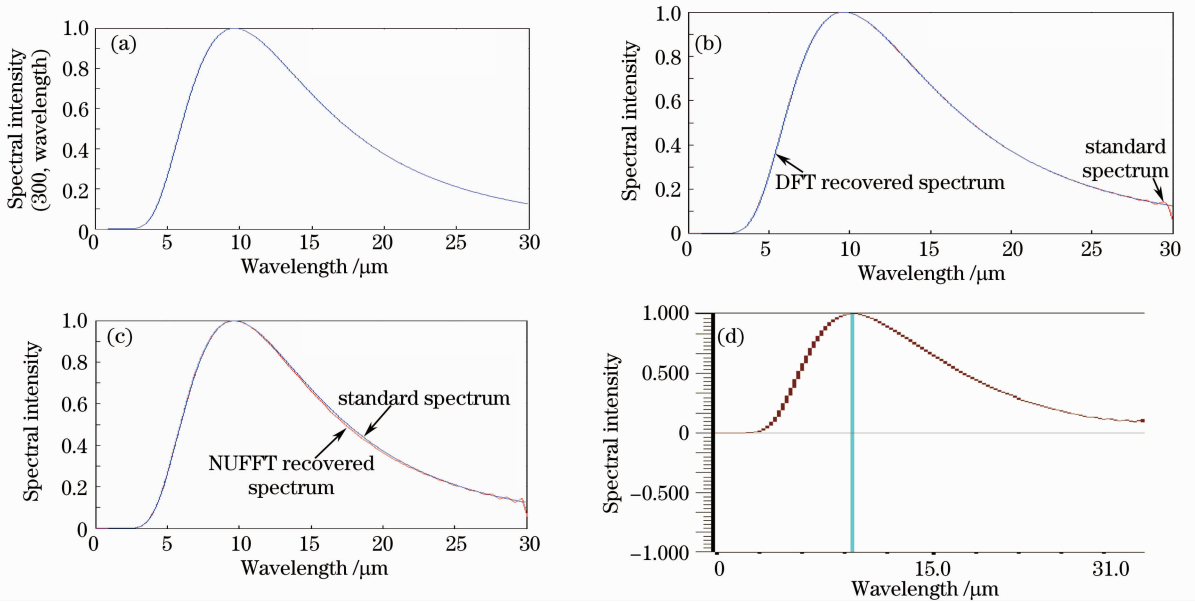 (a)
Spectral intensity
(300, wavelength)
1.0
0.8
0.6
0.4
0.2
0
0 5 10 15 20 25 30
Wavelength /μm
(b)
Spectral intensity
1.0
0.8
0.6
0.4
0.2
0
standard
spectrum
DFT recovered spectrum
0 5 10 15 20 25 30
Wavelength /μm
(c)
Spectral intensity
1.0
0.8
0.6
0.4
0.2
0
standard spectrum
NUFFT recovered
spectrum
0 5 10 15 20 25 30
Wavelength /μm
(d)
Spectral intensity
1.000
0.500
0
−0.500
−1.000
0 15.0 31.0
Wavelength /μm